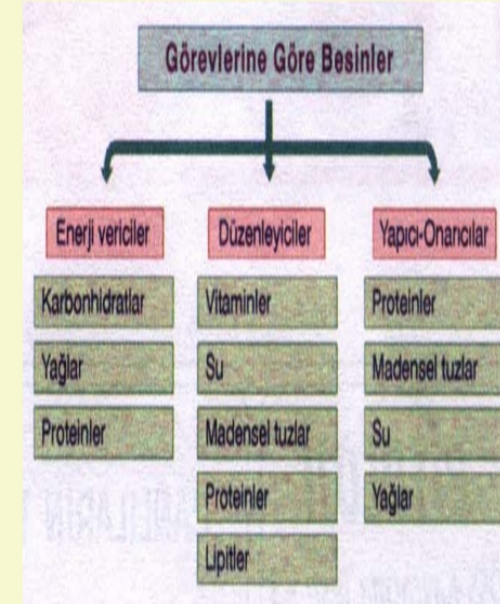 Görevlerine Göre Besinler
Enerji vericiler
Karbonhidratlar
Yağlar
Proteinler
Düzenleyiciler
Vitaminler
Su
Madensel tuzlar
Proteinler
Lipitler
Yapıcı-Onarıcılar
Proteinler
Madensel tuzlar
Su
Yağlar